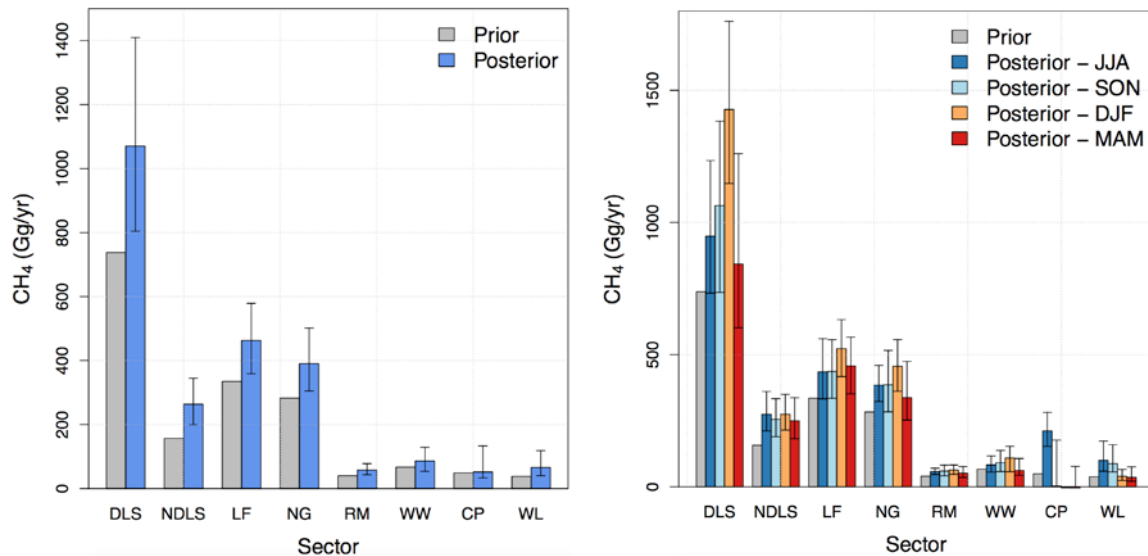 1400
1200
1000
800
600
400
200
0
CH₄ (Gg/yr)
Prior
Posterior
DLS NDLS LF NG RM WW CP WL
Sector
1500
1000
500
0
CH₄ (Gg/yr)
Prior
Posterior – JJA
Posterior – SON
Posterior – DJF
Posterior – MAM
DLS NDLS LF NG RM WW CP WL
Sector